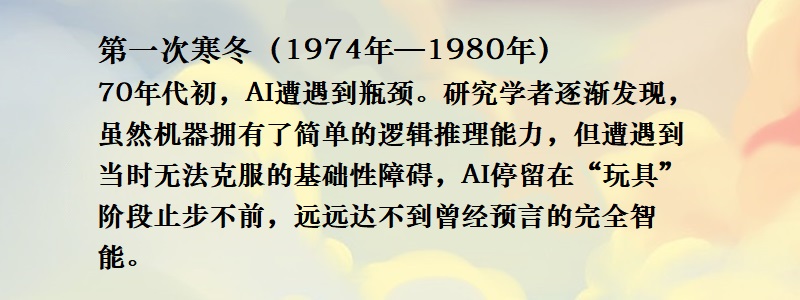 第一次寒冬（1974年—1980年）
70年代初，AI遭遇到瓶颈。研究学者逐渐发现，
虽然机器拥有了简单的逻辑推理能力，但遭遇到
当时无法克服的基础性障碍，AI停留在“玩具”
阶段止步不前，远远达不到曾经预言的完全智
能。